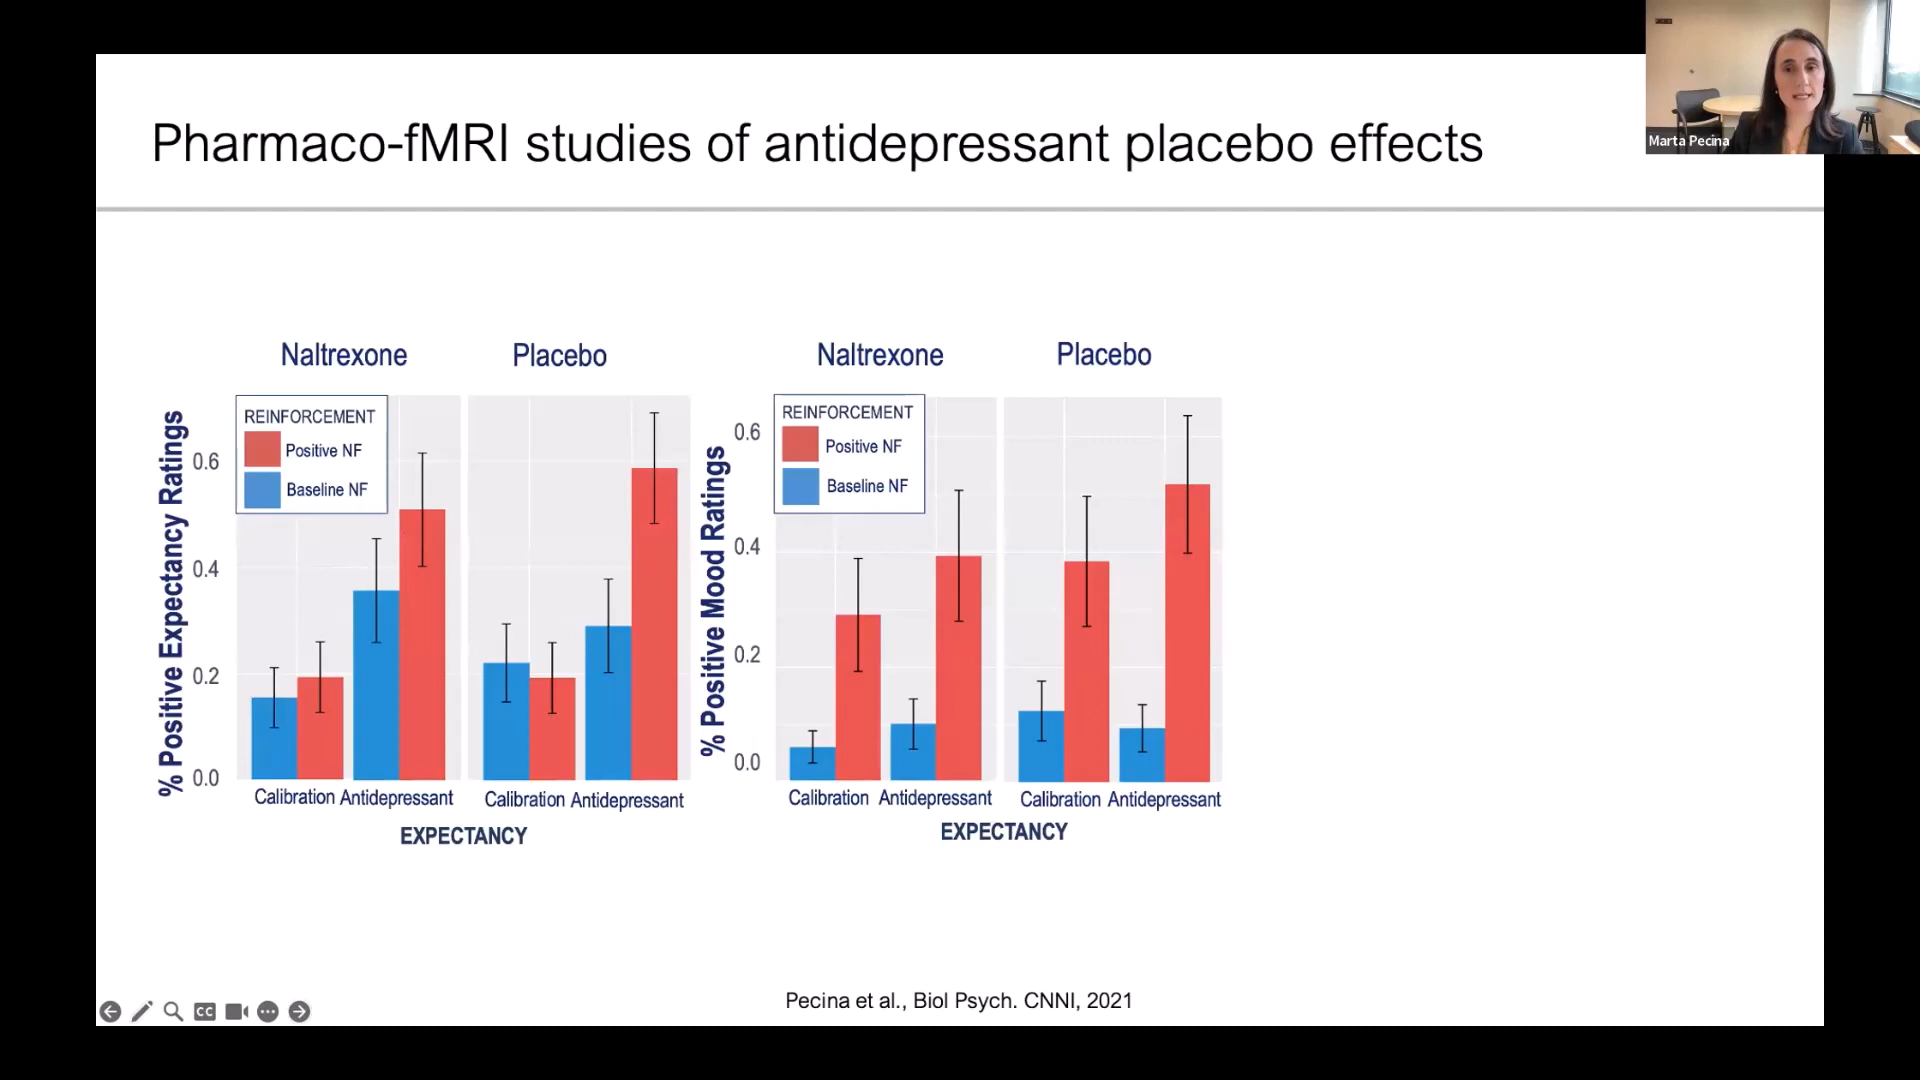 Marta Pecina
Pharmaco-fMRI studies of antidepressant placebo effects
Naltrexone
Placebo
REINFORCEMENT
Positive NF
Baseline NF
% Positive Expectancy Ratings
0.6
0.4
0.2
0.0
Calibration Antidepressant
Calibration Antidepressant
EXPECTANCY
Naltrexone
Placebo
REINFORCEMENT
Positive NF
Baseline NF
% Positive Mood Ratings
0.6
0.4
0.2
0.0
Calibration Antidepressant
Calibration Antidepressant
EXPECTANCY
Pecina et al., Biol Psych. CNNI, 2021
CC